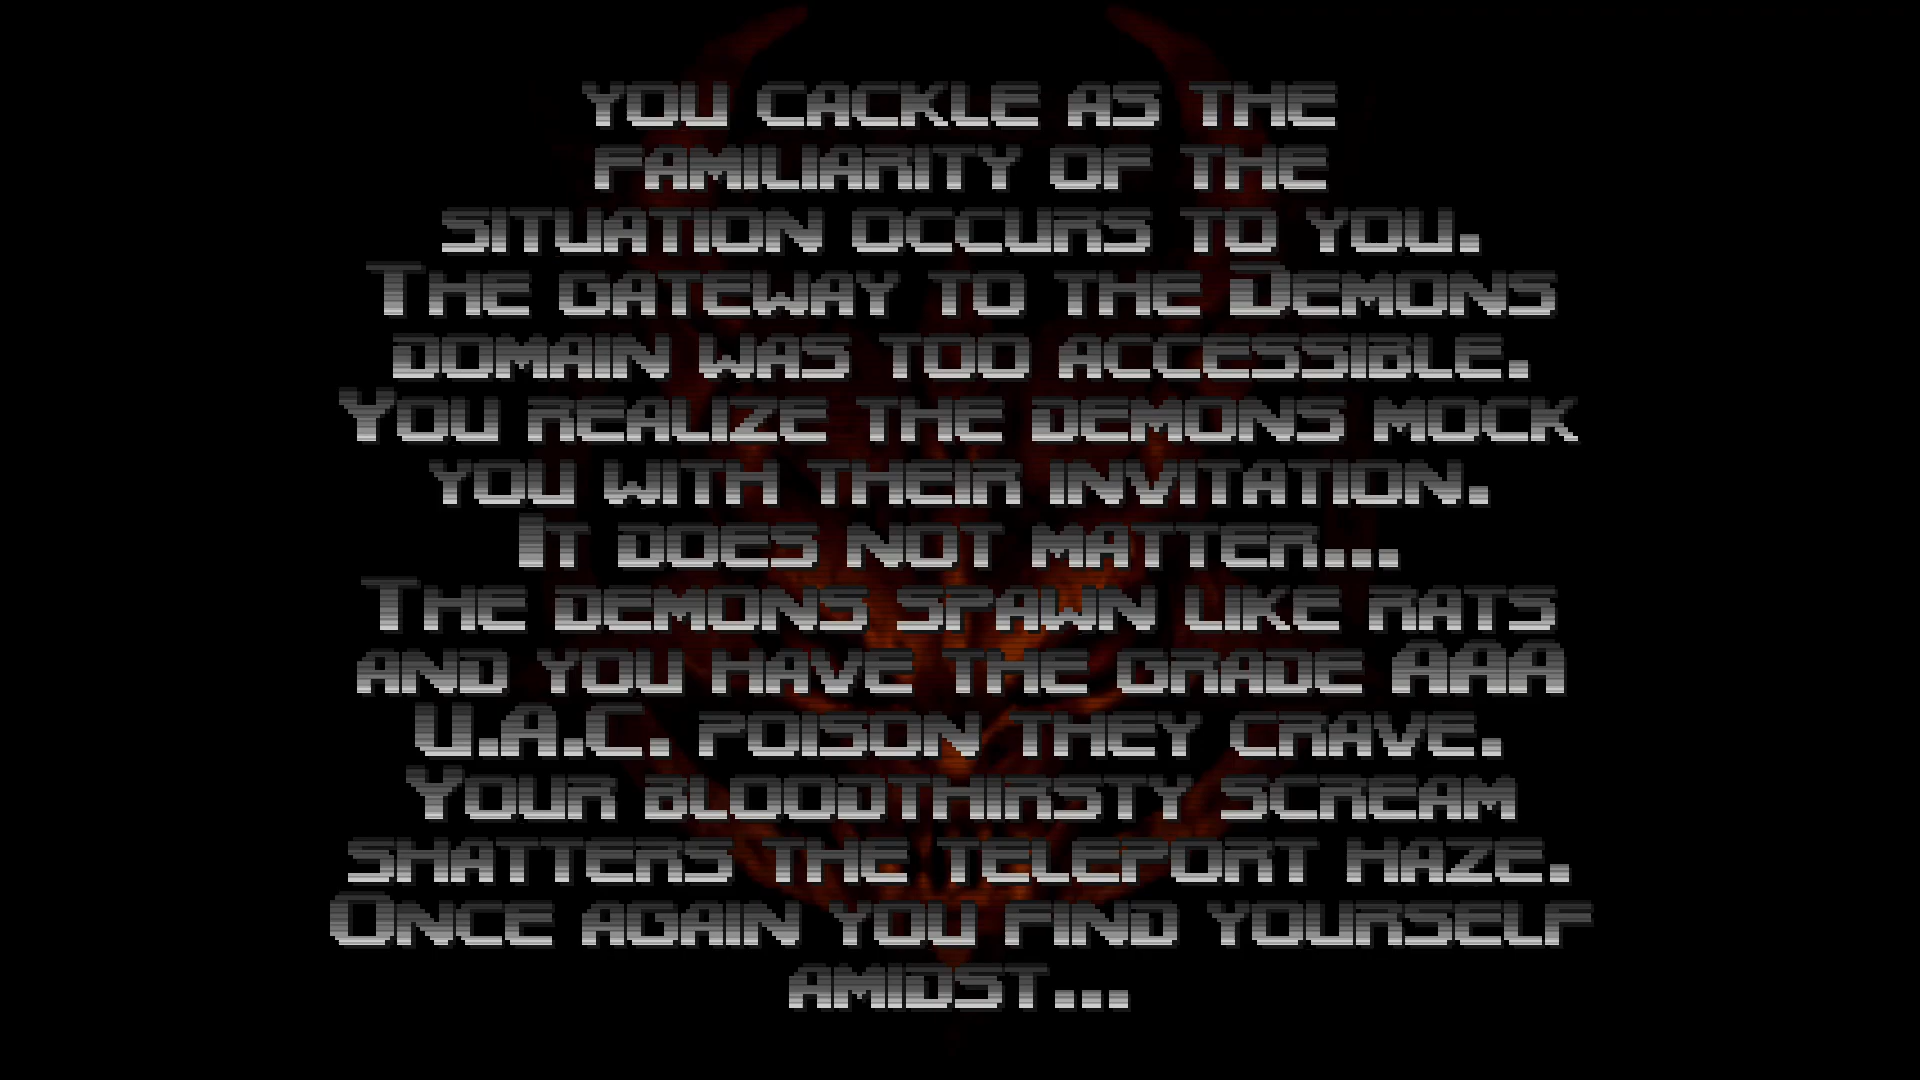 you cackle as the
familiarity of the
situation occurs to you.
The gateway to the Demons
domain was too accessible.
You realize the demons mock
you with their invitation.
It does not matter...
The demons spawn like rats
and you have the grade AAA
U.A.C. poison they crave.
Your bloodthirsty scream
shatters the teleport haze.
Once again you find yourself
amidst...